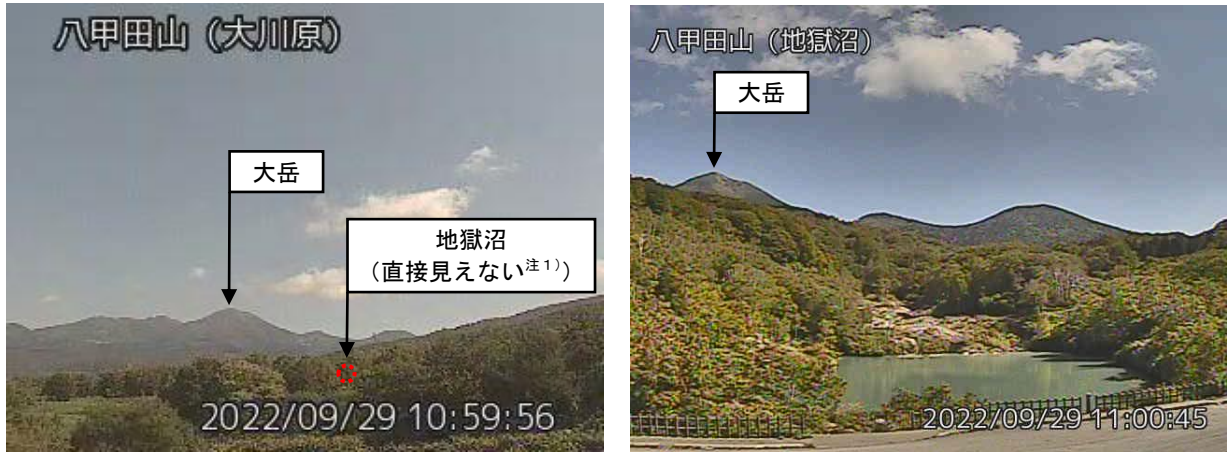 八甲田山（大川原）
大岳
地獄沼
（直接見えない注1)）
2022/09/29 10:59:56
八甲田山（地獄沼）
大岳
2022/09/29 11:00:45